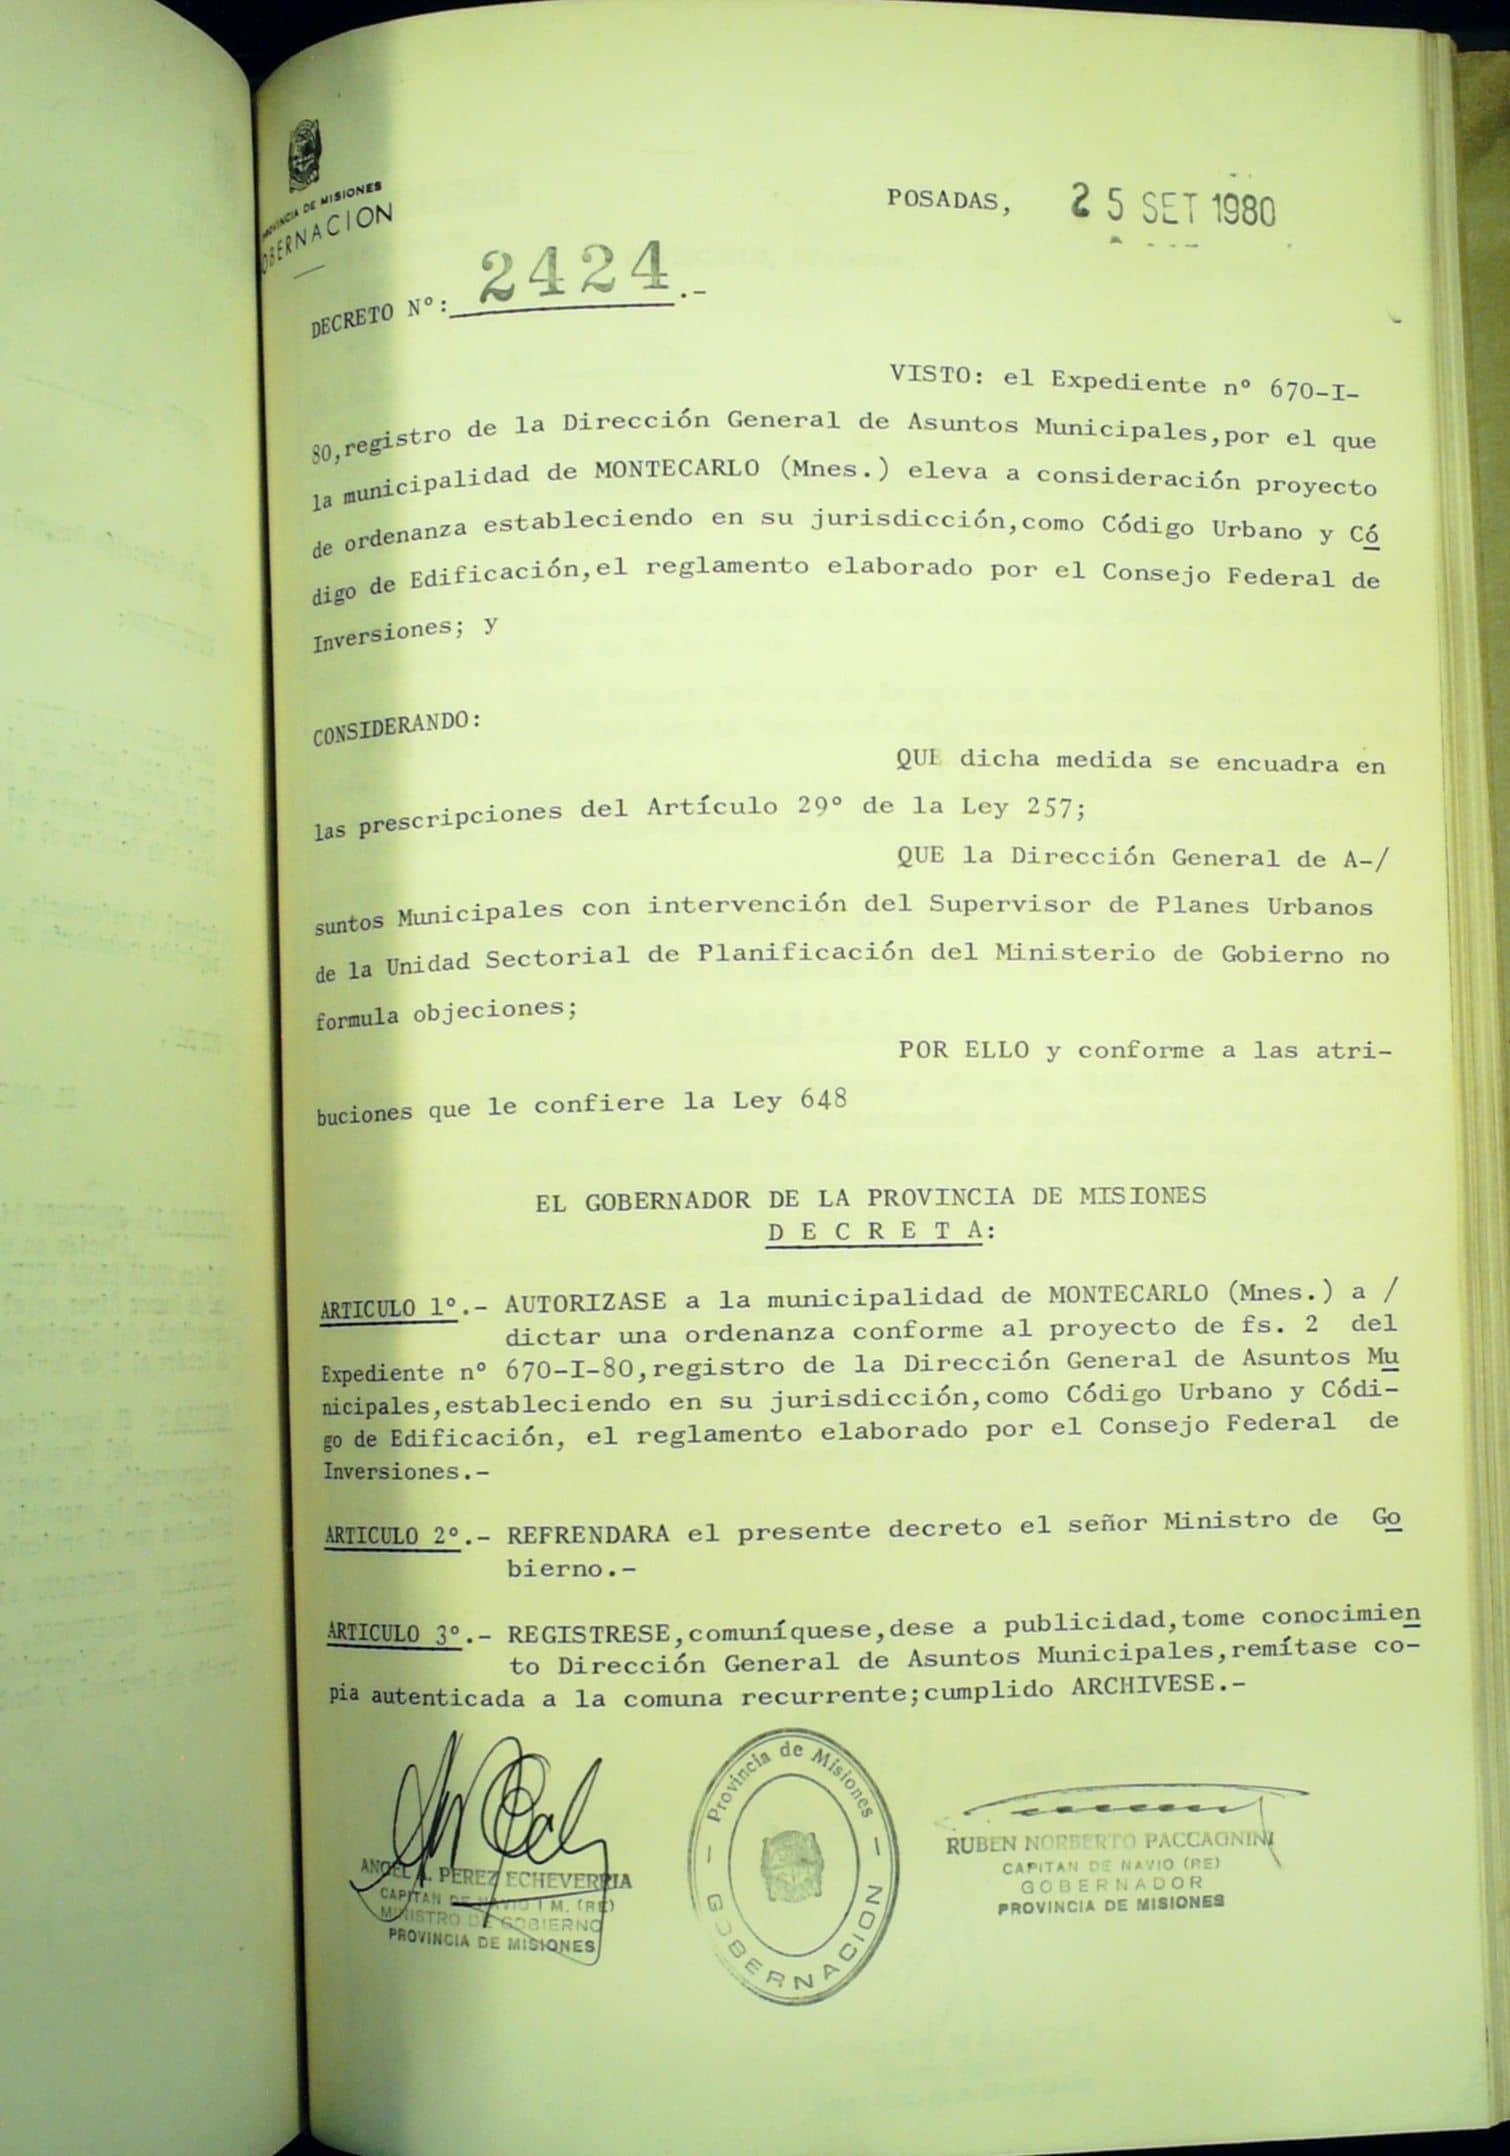 PROVINCIA DE MISIONES
GOBERNACION
POSADAS, 25 SET 1980
DECRETO Nº: 2424.-
VISTO: el Expediente nº 670-I-
80,registro de la Dirección General de Asuntos Municipales,por el que
la municipalidad de MONTECARLO (Mnes.) eleva a consideración proyecto
de ordenanza estableciendo en su jurisdicción,como Código Urbano y Có
digo de Edificación,el reglamento elaborado por el Consejo Federal de
Inversiones; y
CONSIDERANDO:
QUE dicha medida se encuadra en
las prescripciones del Artículo 29º de la Ley 257;
QUE la Dirección General de A-/
suntos Municipales con intervención del Supervisor de Planes Urbanos
de la Unidad Sectorial de Planificación del Ministerio de Gobierno no
formula objeciones;
POR ELLO y conforme a las atri-
buciones que le confiere la Ley 648
EL GOBERNADOR DE LA PROVINCIA DE MISIONES
D E C R E T A:
ARTICULO 1º.- AUTORIZASE a la municipalidad de MONTECARLO (Mnes.) a /
dictar una ordenanza conforme al proyecto de fs. 2 del
Expediente nº 670-I-80,registro de la Dirección General de Asuntos Mu
nicipales,estableciendo en su jurisdicción,como Código Urbano y Códi-
go de Edificación, el reglamento elaborado por el Consejo Federal de
Inversiones.-
ARTICULO 2º.- REFRENDARA el presente decreto el señor Ministro de Go
bierno.-
ARTICULO 3º.- REGISTRESE,comuníquese,dese a publicidad,tome conocimien
to Dirección General de Asuntos Municipales,remítase co-
pia autenticada a la comuna recurrente;cumplido ARCHIVESE.-
ANGEL A. PEREZ ECHEVERRIA
CAPITAN DE NAVIO I M. (RE)
MINISTRO DE GOBIERNO
PROVINCIA DE MISIONES
Provincia de Misiones
GOBERNACION
RUBEN NORBERTO PACCAGNINI
CAPITAN DE NAVIO (RE)
GOBERNADOR
PROVINCIA DE MISIONES